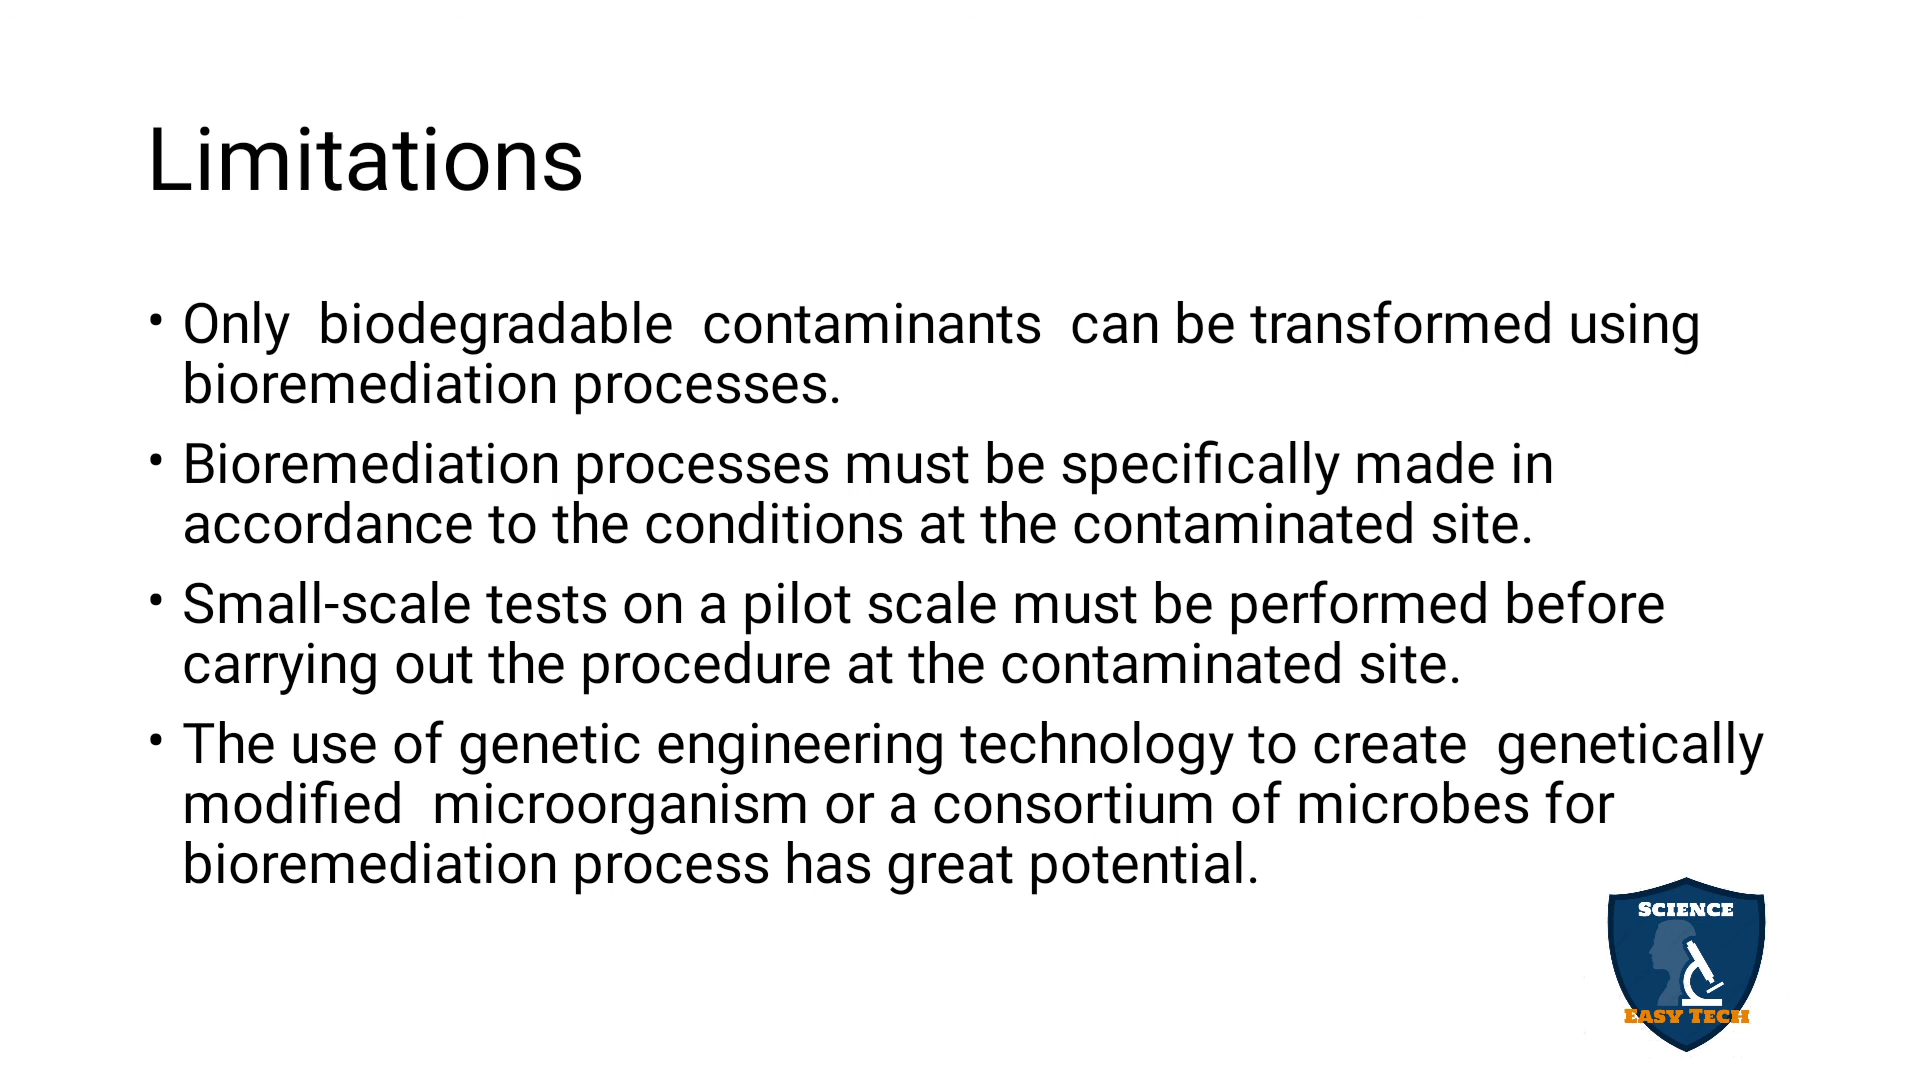 Limitations
• Only  biodegradable  contaminants  can be transformed using
bioremediation processes.
• Bioremediation processes must be specifically made in
accordance to the conditions at the contaminated site.
• Small-scale tests on a pilot scale must be performed before
carrying out the procedure at the contaminated site.
• The use of genetic engineering technology to create  genetically
modified  microorganism or a consortium of microbes for
bioremediation process has great potential.
SCIENCE
EASY TECH